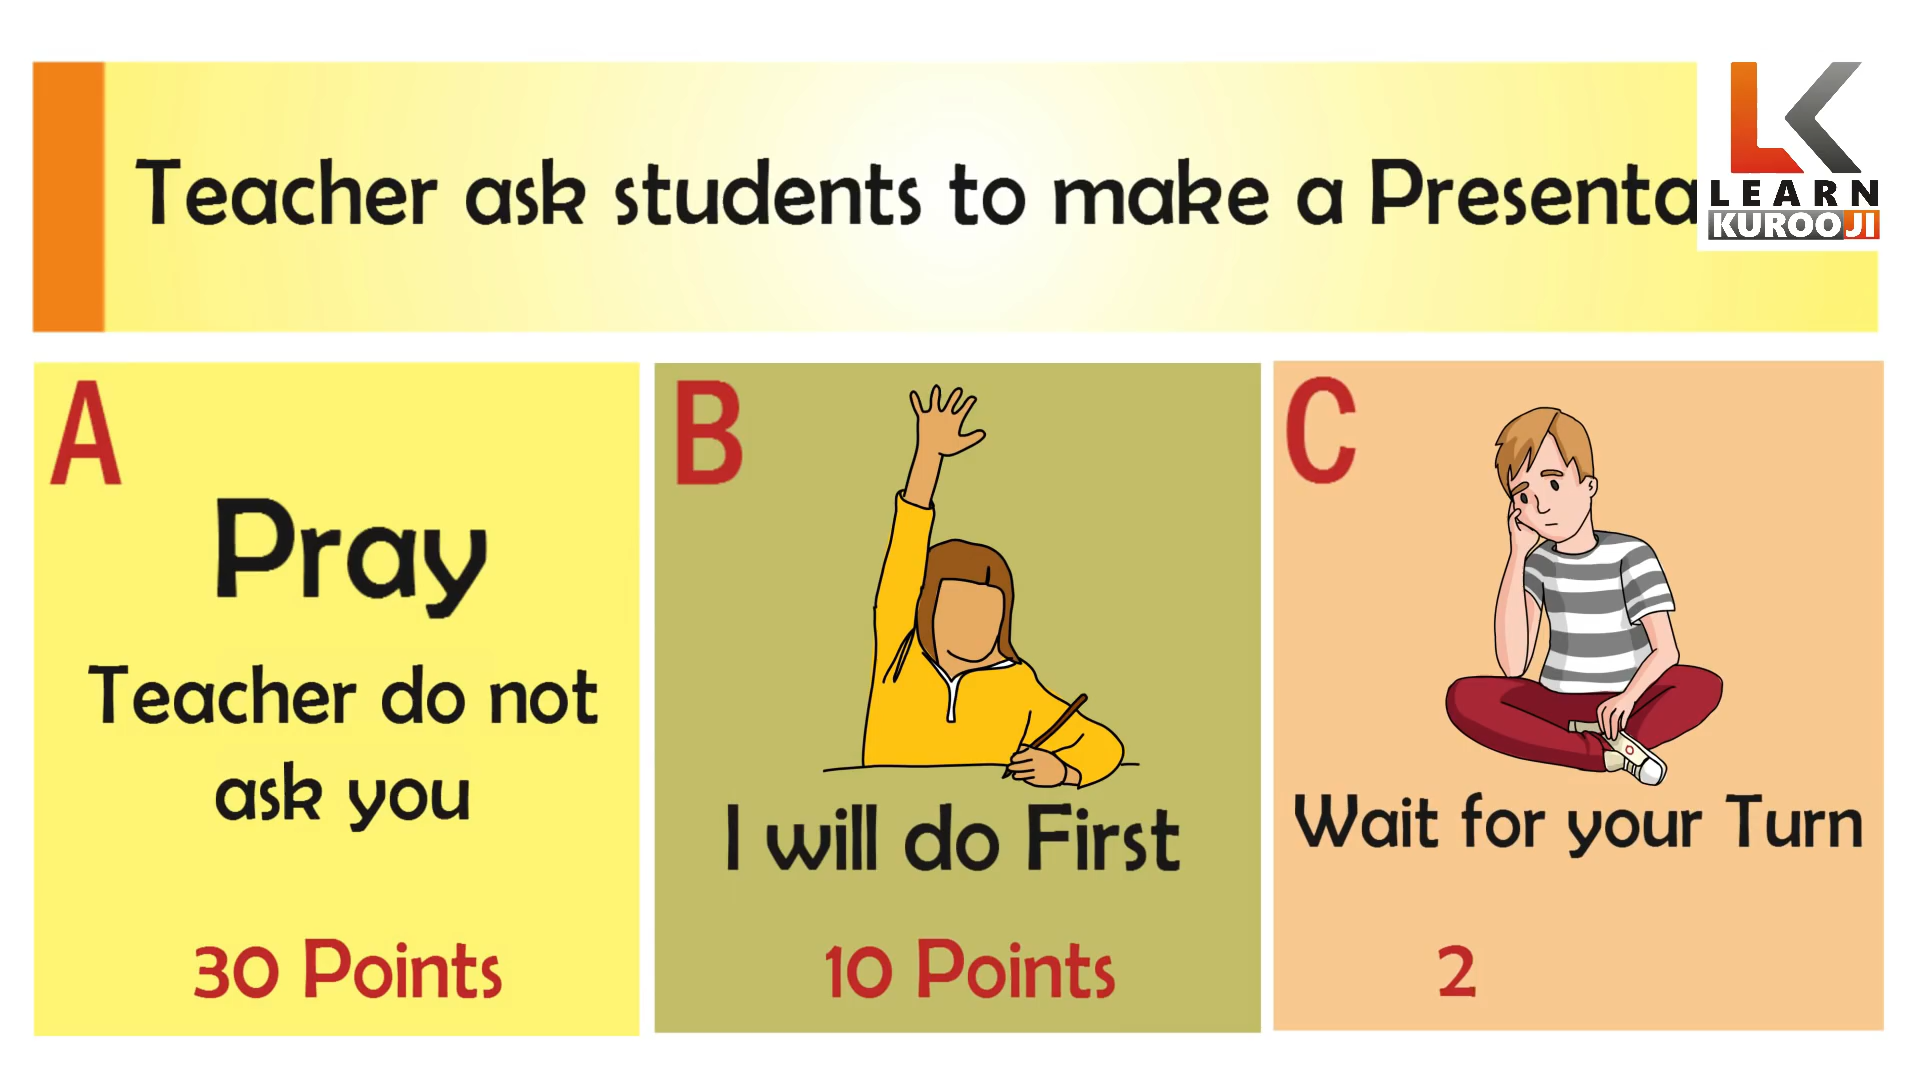 Teacher ask students to make a Presenta
LK
LEARN
KUROOJI
A
Pray
Teacher do not
ask you
30 Points
B
I will do First
10 Points
C
Wait for your Turn
2